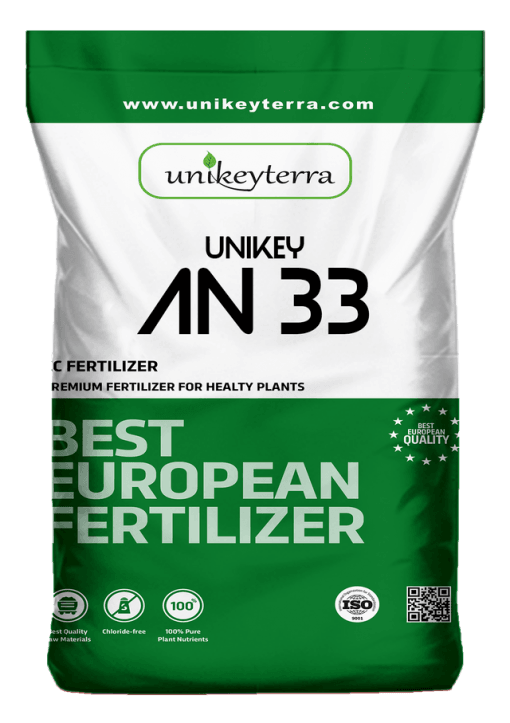 www.unikeyterra.com
unikeyterra
UNIKEY
AN 33
C FERTILIZER
REMIUM FERTILIZER FOR HEALTY PLANTS
BEST
EUROPEAN
FERTILIZER
BEST
EUROPEAN
QUALITY
est Quality
aw Materials
Chloride-free
100%
100% Pure
Plant Nutrients
ISO
9001